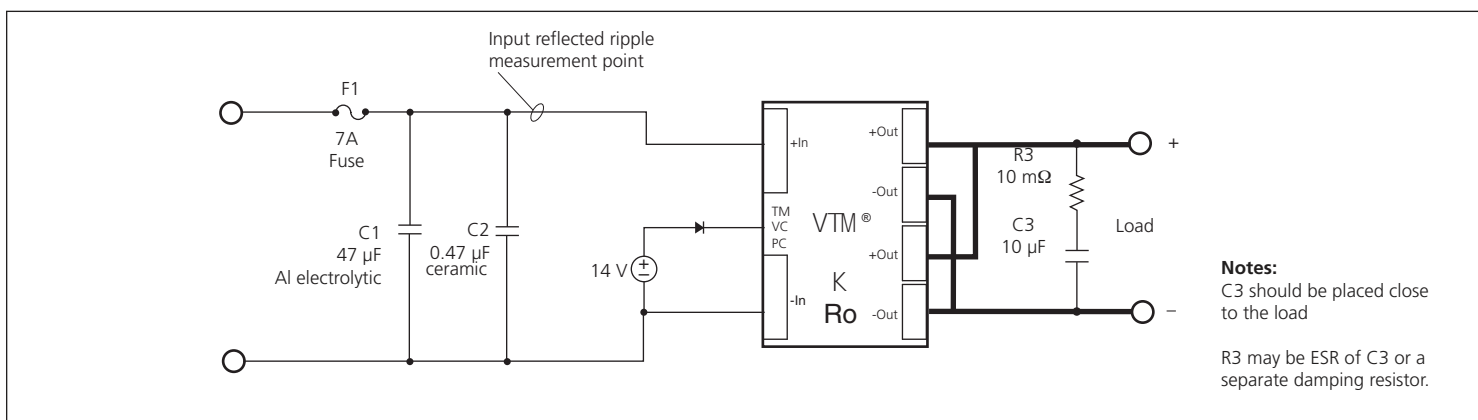 Input reflected ripple
measurement point
F1
7A
Fuse
C1
47 µF
Al electrolytic
C2
0.47 µF
ceramic
14 V
+In
TM
VC
PC
-In
VTM®
K
Ro
+Out
-Out
+Out
-Out
R3
10 mΩ
C3
10 µF
+
Load
–
Notes:
C3 should be placed close
to the load
R3 may be ESR of C3 or a
separate damping resistor.